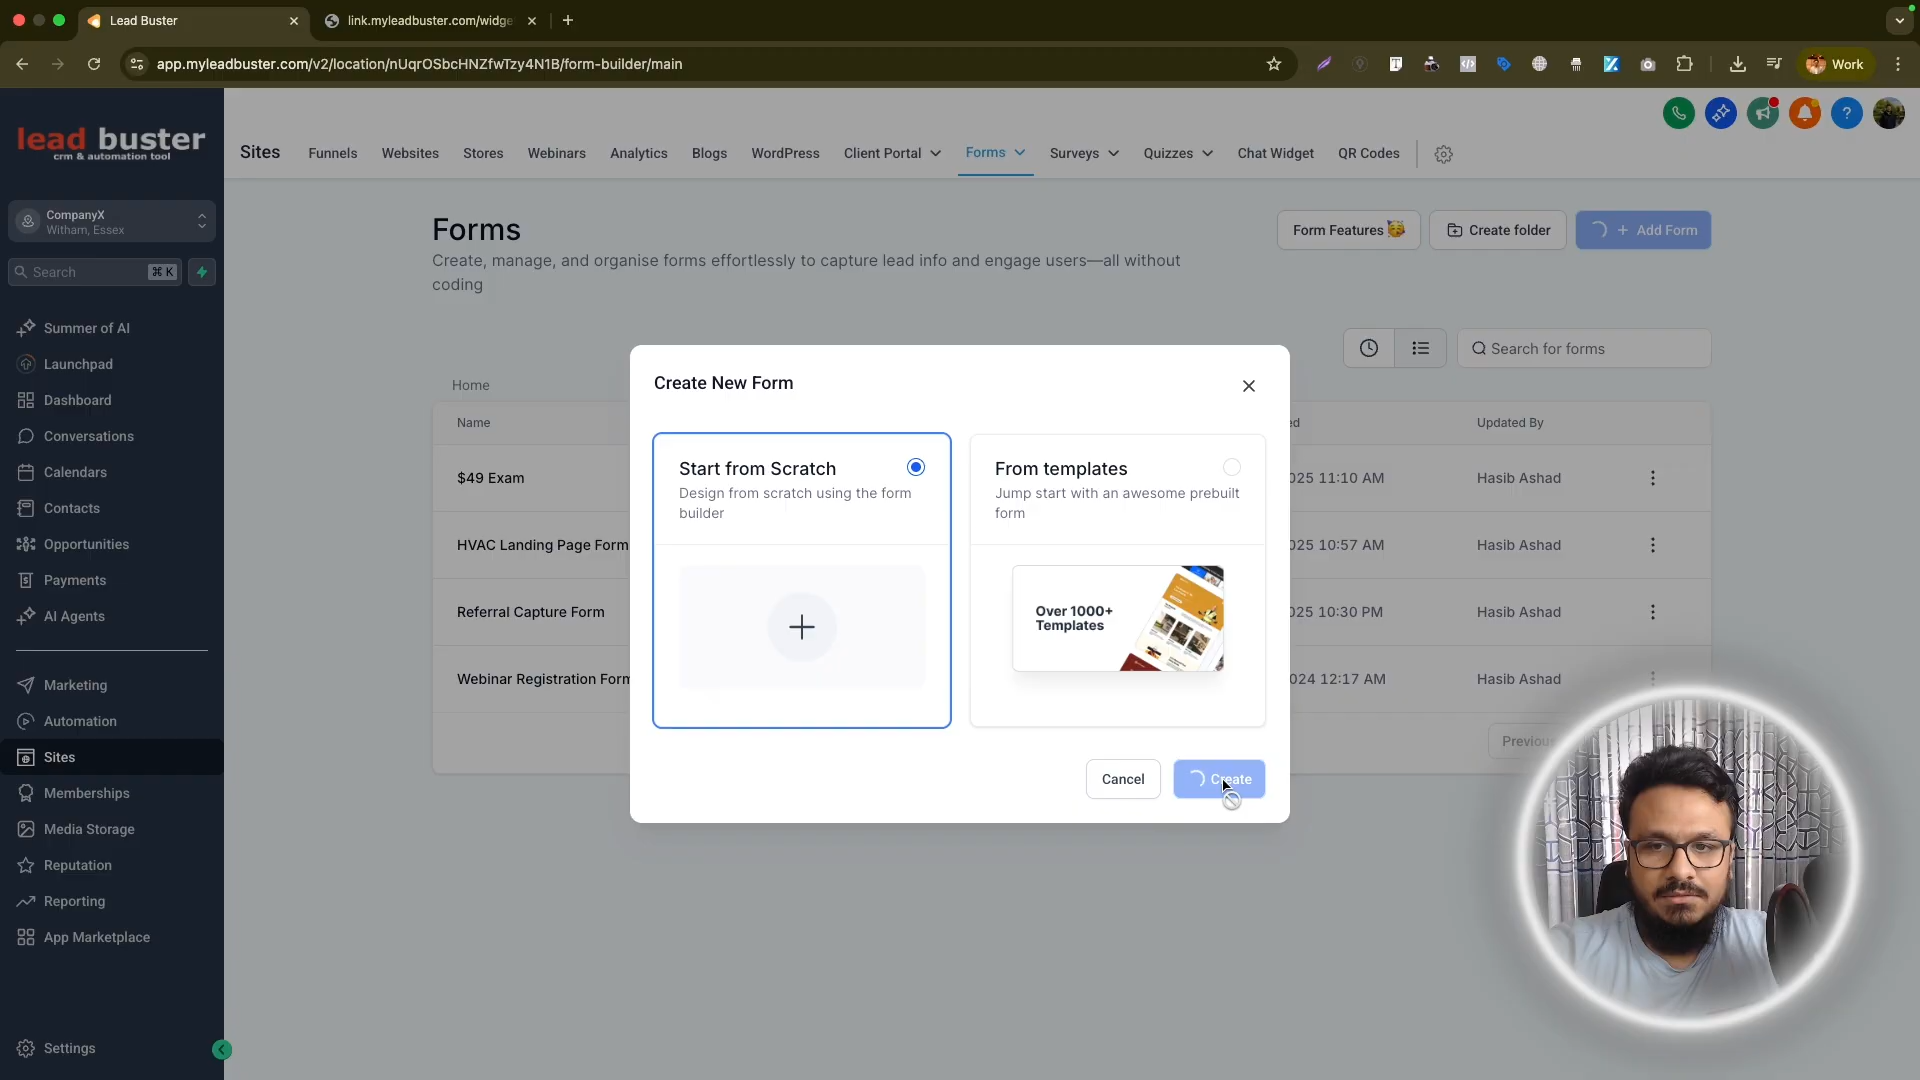 Lead Buster
link.myleadbuster.com/widge
app.myleadbuster.com/v2/location/nUqrOSbcHNZfwTzy4N1B/form-builder/main
Work
lead buster
crm & automation tool
Sites
Funnels
Websites
Stores
Webinars
Analytics
Blogs
WordPress
Client Portal
Forms
Surveys
Quizzes
Chat Widget
QR Codes
CompanyX
Witham, Essex
Search
⌘ K
Summer of AI
Launchpad
Dashboard
Conversations
Calendars
Contacts
Opportunities
Payments
AI Agents
Marketing
Automation
Sites
Memberships
Media Storage
Reputation
Reporting
App Marketplace
Settings
Forms
Create, manage, and organise forms effortlessly to capture lead info and engage users—all without
coding
Form Features 🥳
Create folder
+ Add Form
Search for forms
Home
Name
ed
Updated By
$49 Exam
025 11:10 AM
Hasib Ashad
HVAC Landing Page Form
025 10:57 AM
Hasib Ashad
Referral Capture Form
025 10:30 PM
Hasib Ashad
Webinar Registration Form
024 12:17 AM
Hasib Ashad
Previous
Create New Form
Start from Scratch
Design from scratch using the form
builder
From templates
Jump start with an awesome prebuilt
form
Over 1000+
Templates
Cancel
Create